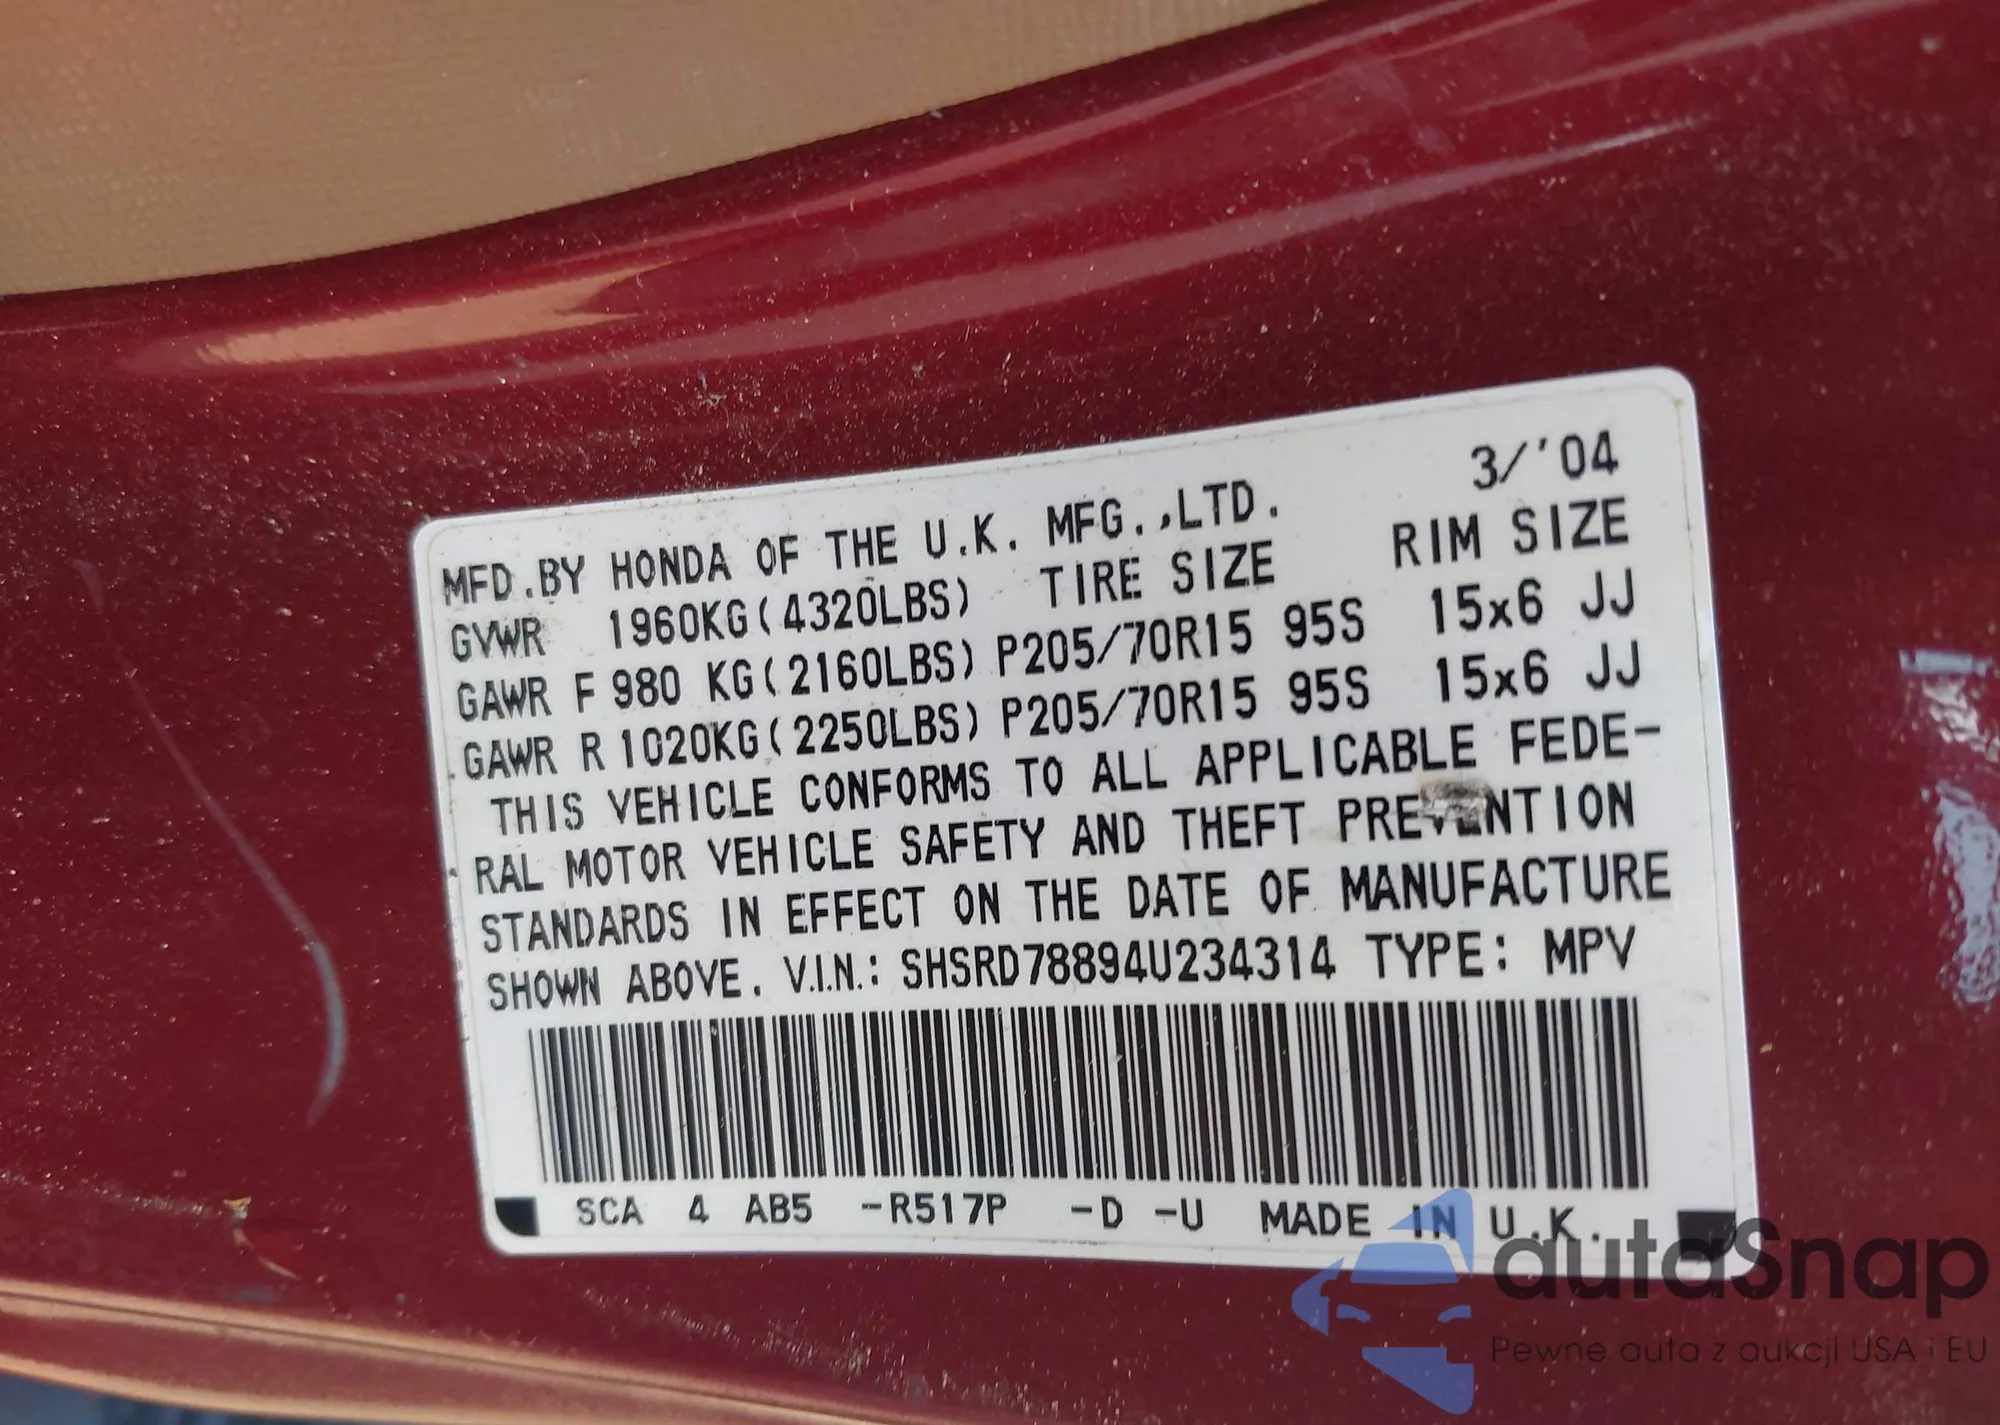 3/'04
MFD.BY HONDA OF THE U.K. MFG.,LTD.
GVWR 1960KG(4320LBS) TIRE SIZE RIM SIZE
GAWR F 980 KG(2160LBS) P205/70R15 95S 15x6 JJ
GAWR R 1020KG(2250LBS) P205/70R15 95S 15x6 JJ
THIS VEHICLE CONFORMS TO ALL APPLICABLE FEDE-
RAL MOTOR VEHICLE SAFETY AND THEFT PREVENTION
STANDARDS IN EFFECT ON THE DATE OF MANUFACTURE
SHOWN ABOVE. V.I.N.: SHSRD78894U234314 TYPE: MPV
SCA 4 AB5 -R517P -D -U MADE IN U.K.
autoSnap
Pewne auta z aukcji USA i EU